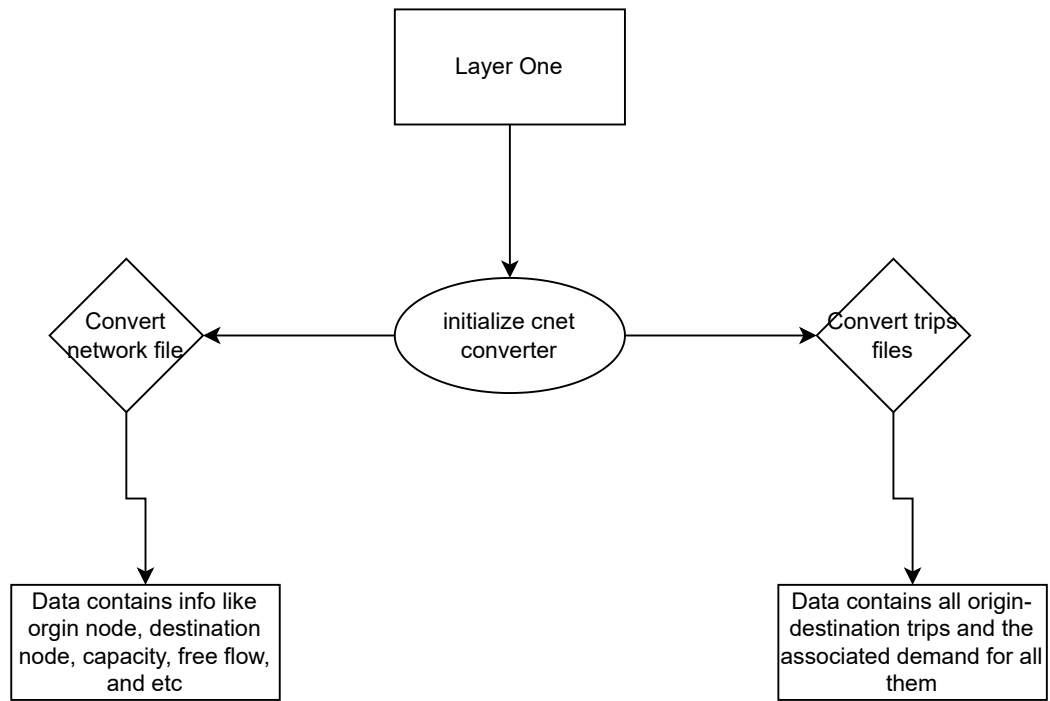 Layer One
Convert
network file
initialize cnet
converter
Convert trips
files
Data contains info like
orgin node, destination
node, capacity, free flow,
and etc
Data contains all origin-
destination trips and the
associated demand for all
them